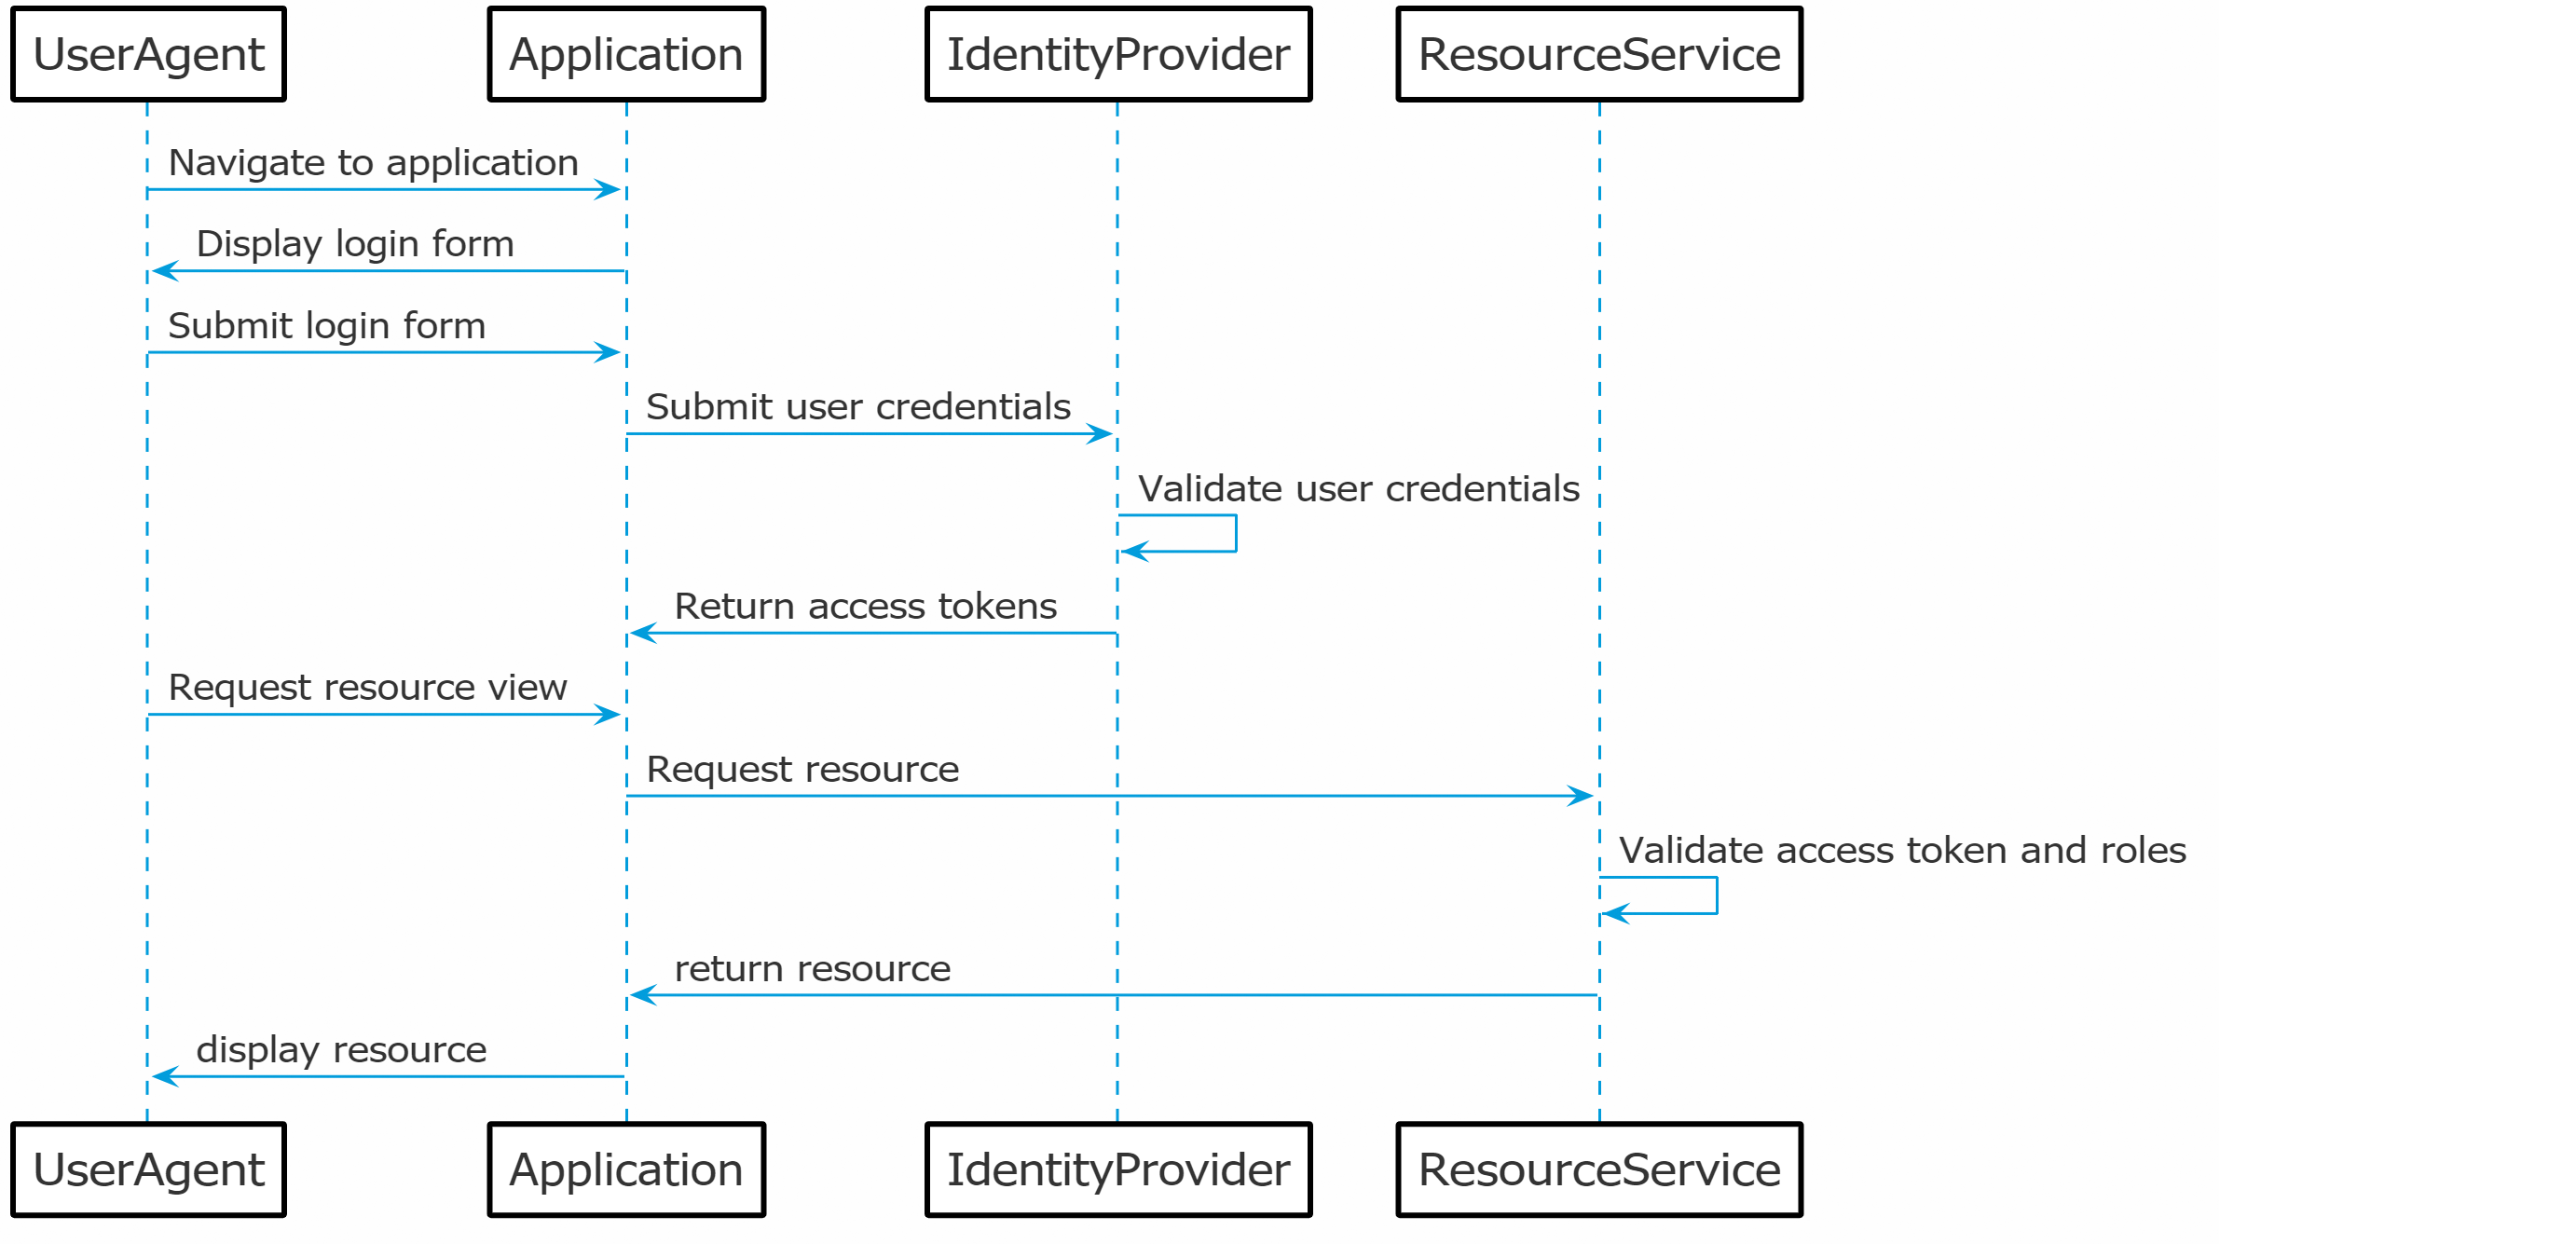 UserAgent
Application
IdentityProvider
ResourceService
Navigate to application
Display login form
Submit login form
Submit user credentials
Validate user credentials
Return access tokens
Request resource view
Request resource
Validate access token and roles
return resource
display resource
UserAgent
Application
IdentityProvider
ResourceService